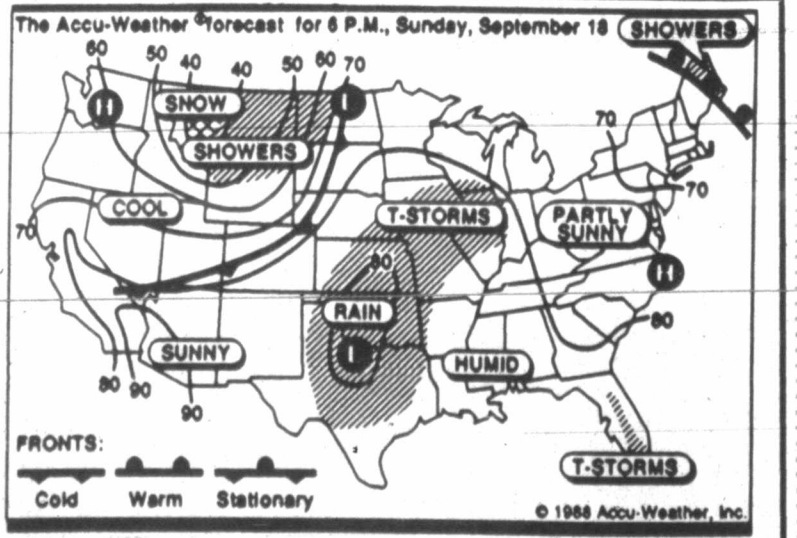 The Accu-Weather © forecast for 6 P.M., Sunday, September 18
SHOWERS
60 50 40 40 50 60 70
H SNOW L
SHOWERS
70
COOL T-STORMS PARTLY
SUNNY
70
70
80
H
RAIN
L
SUNNY HUMID
80
80 90
90
FRONTS:
T-STORMS
Cold Warm Stationary
© 1988 Accu-Weather, Inc.